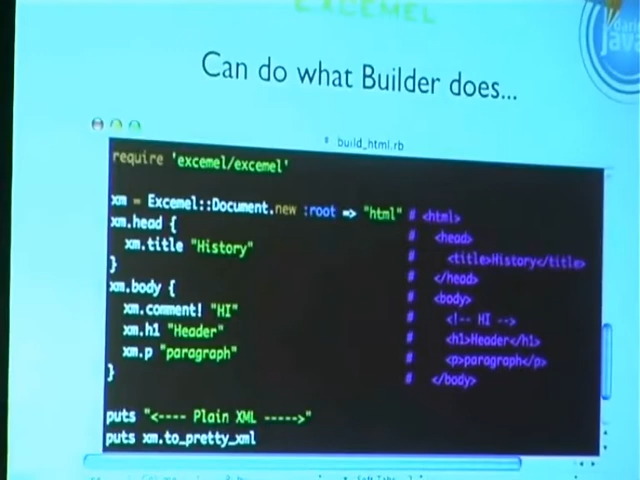 EXCEMEL
Can do what Builder does...
build_html.rb
require 'excemel/excemel'
xm = Excemel::Document.new :root => "html" # <html>
xm.head { # <head>
xm.title "History" # <title>History</title>
} # </head>
xm.body { # <body>
xm.comment! "HI" # <!-- HI -->
xm.h1 "Header" # <h1>Header</h1>
xm.p "paragraph" # <p>paragraph</p>
} # </body>
puts "<---- Plain XML ----->"
puts xm.to_pretty_xml
java